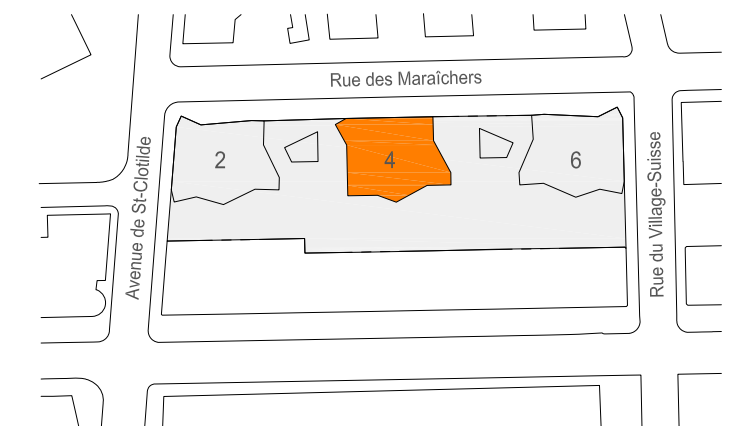 Rue des Maraîchers
2
4
6
Avenue de St-Clotilde
Rue du Village-Suisse